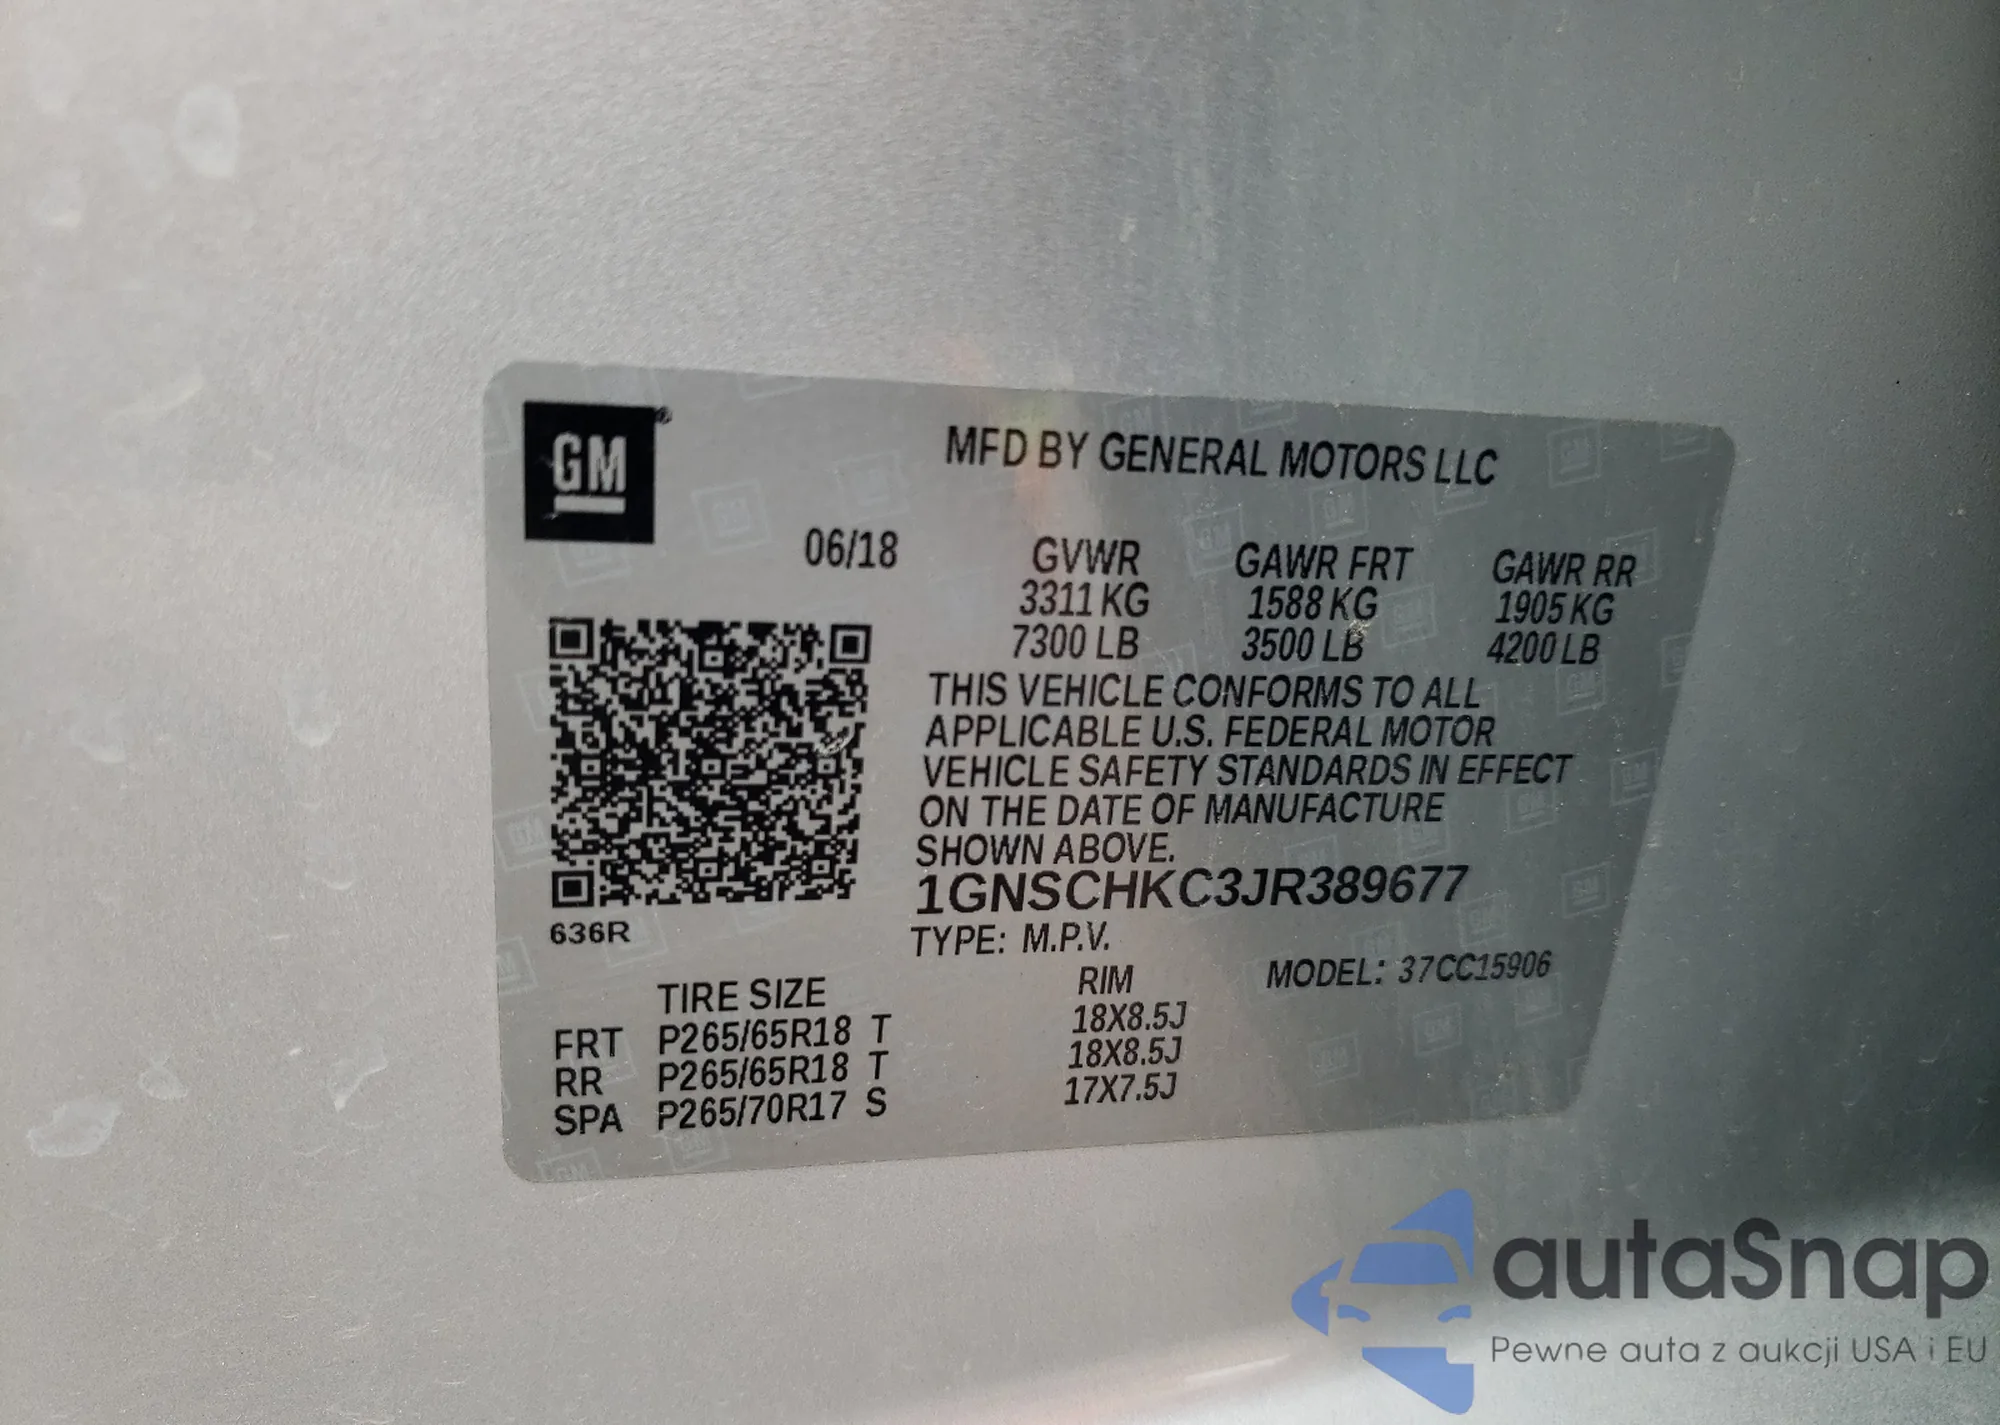 GM®
MFD BY GENERAL MOTORS LLC
06/18 GVWR GAWR FRT GAWR RR
3311 KG 1588 KG 1905 KG
7300 LB 3500 LB 4200 LB
THIS VEHICLE CONFORMS TO ALL
APPLICABLE U.S. FEDERAL MOTOR
VEHICLE SAFETY STANDARDS IN EFFECT
ON THE DATE OF MANUFACTURE
SHOWN ABOVE.
1GNSCHKC3JR389677
636R
TYPE: M.P.V.
MODEL: 37CC15906
TIRE SIZE RIM
FRT P265/65R18 T 18X8.5J
RR P265/65R18 T 18X8.5J
SPA P265/70R17 S 17X7.5J
autaSnap
Pewne auta z aukcji USA i EU